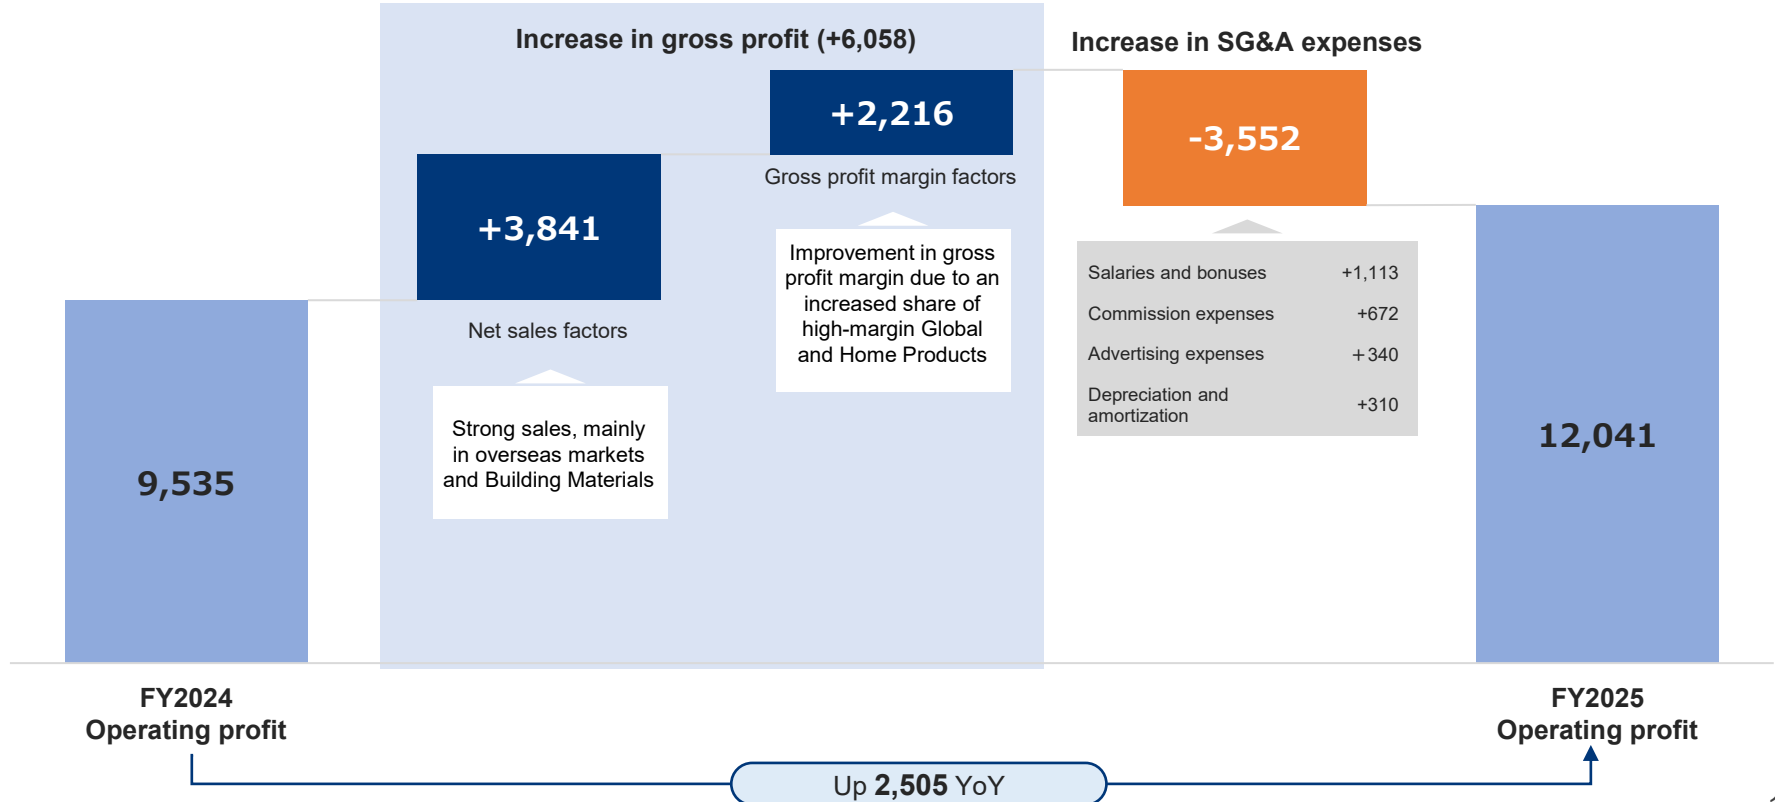 Increase in gross profit (+6,058)
Increase in SG&A expenses
+2,216
-3,552
Gross profit margin factors
+3,841
Improvement in gross
profit margin due to an
increased share of
high-margin Global
and Home Products
Salaries and bonuses +1,113
Commission expenses +672
Advertising expenses +340
Depreciation and
amortization +310
Net sales factors
Strong sales, mainly
in overseas markets
and Building Materials
9,535
12,041
FY2024
Operating profit
FY2025
Operating profit
Up 2,505 YoY